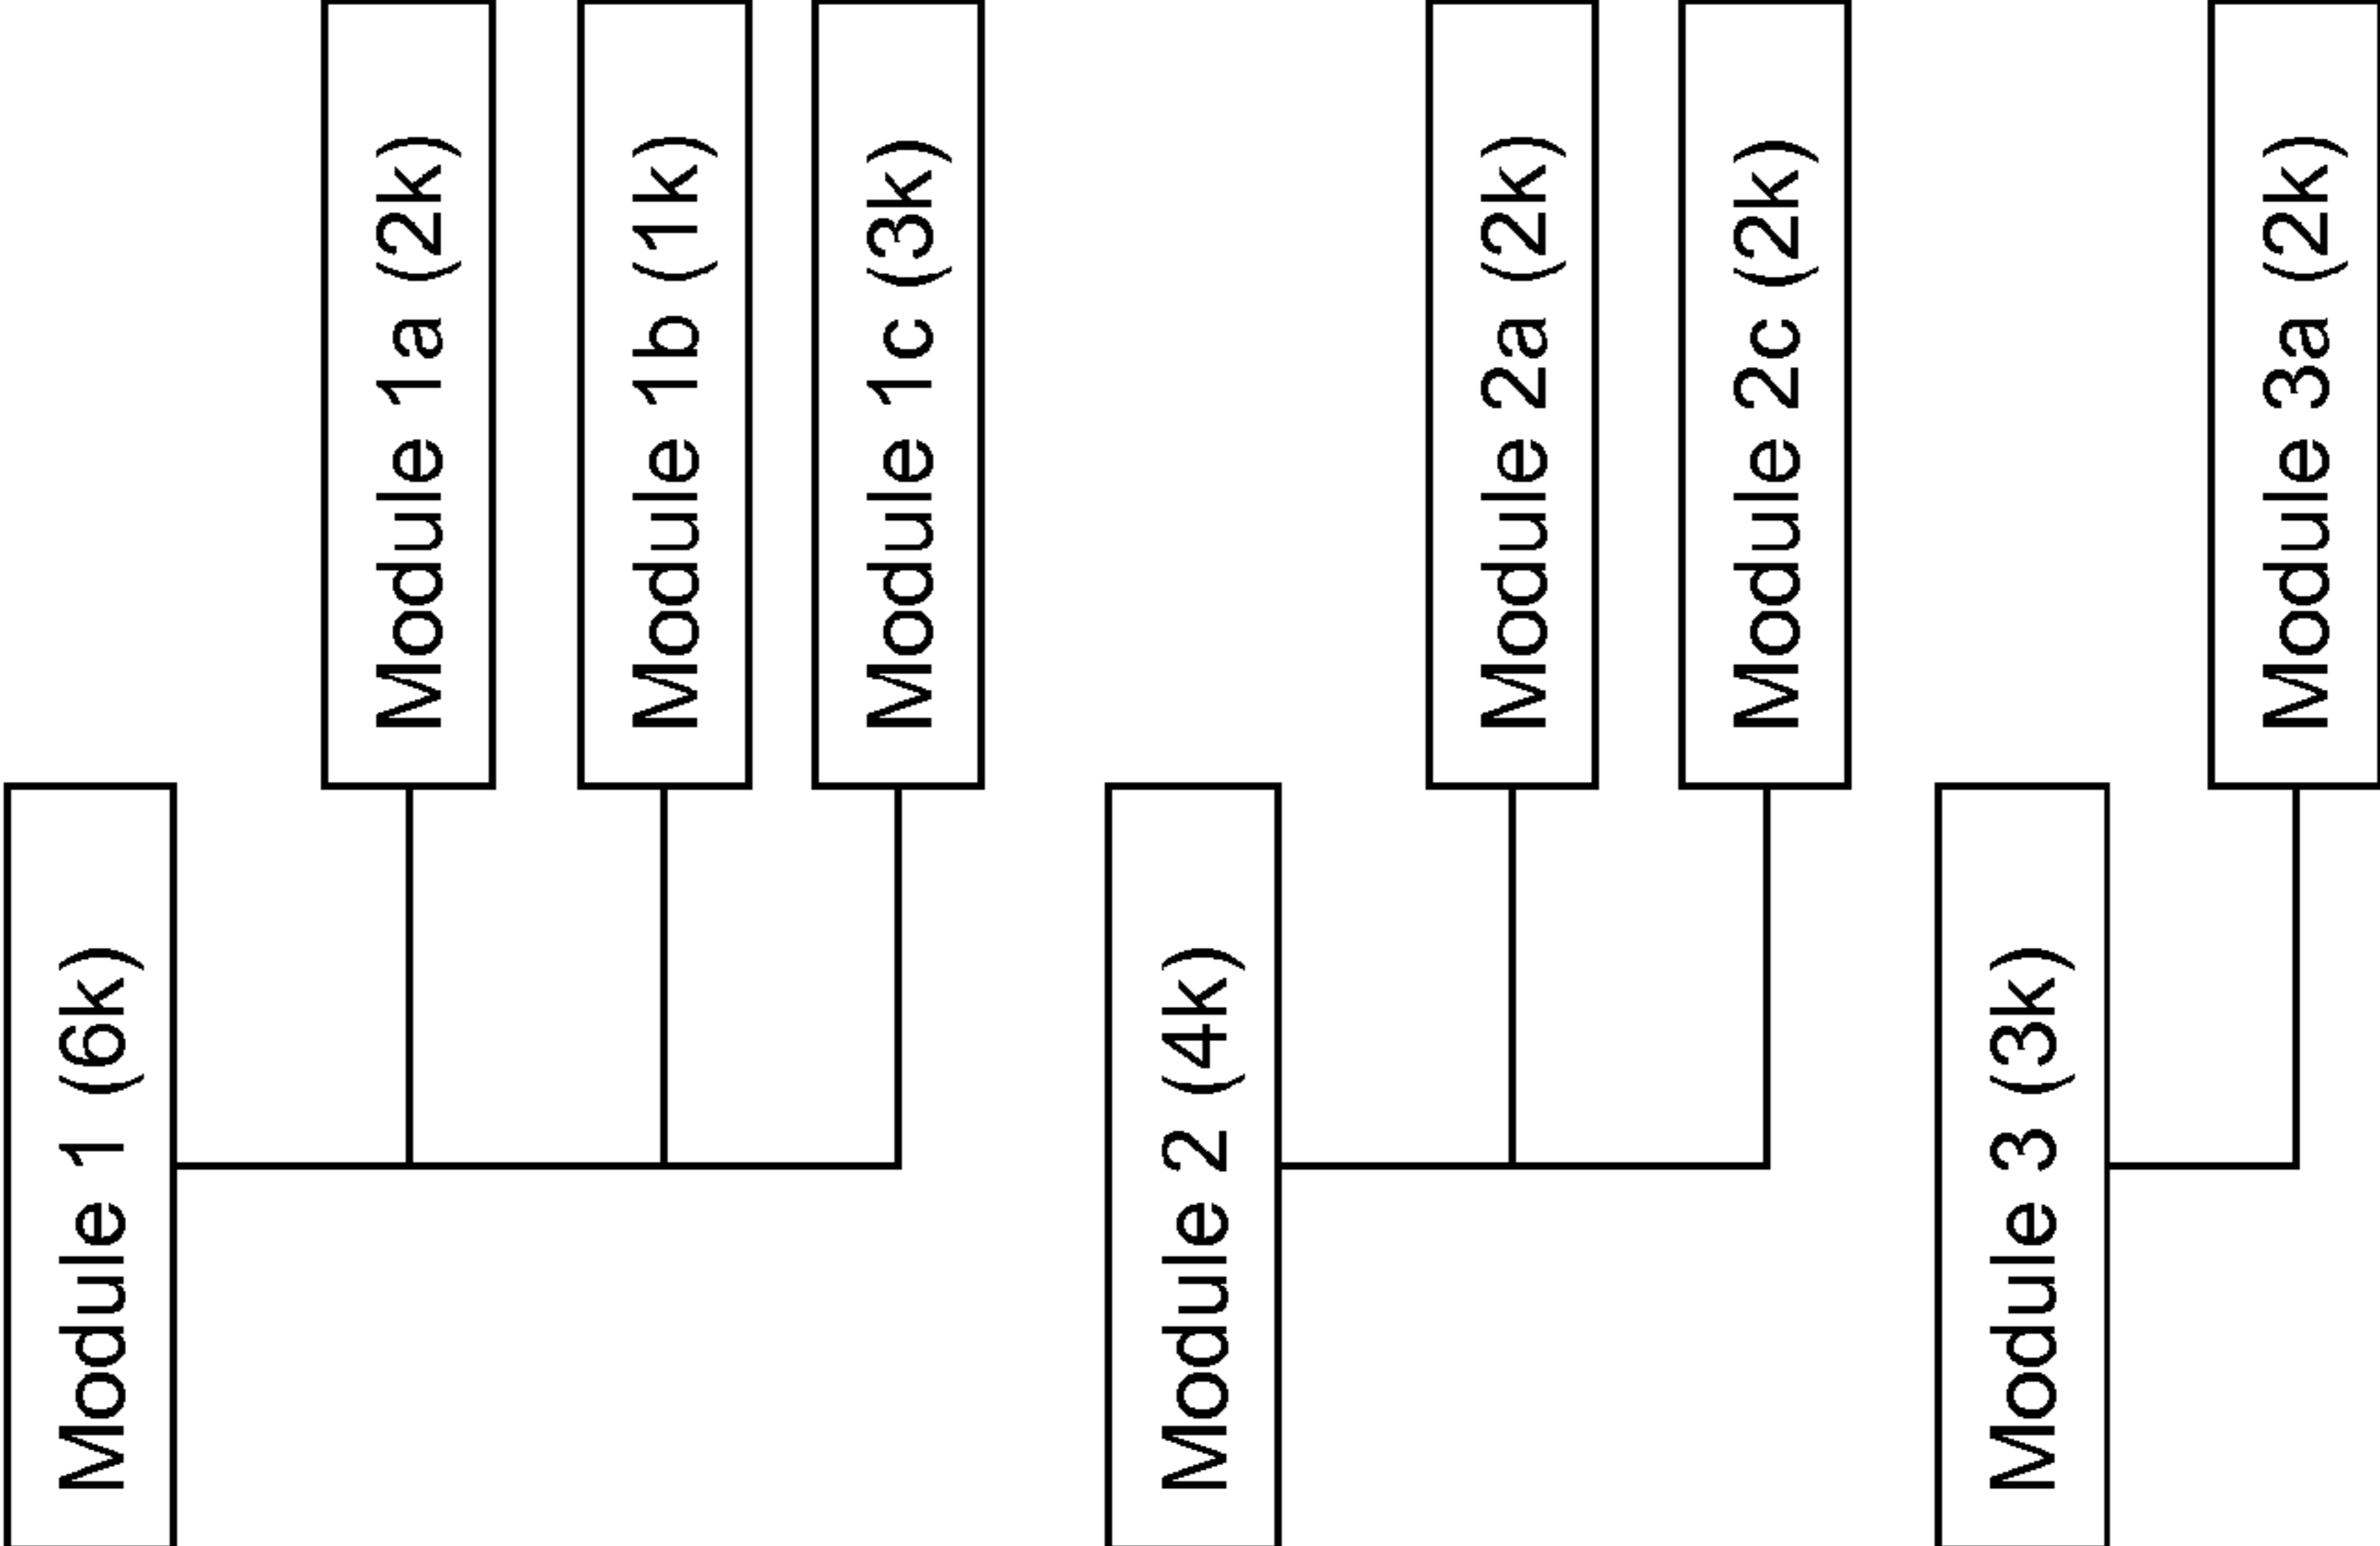 Module 1 (6k)
Module 1a (2k)
Module 1b (1k)
Module 1c (3k)
Module 2 (4k)
Module 2a (2k)
Module 2c (2k)
Module 3 (3k)
Module 3a (2k)